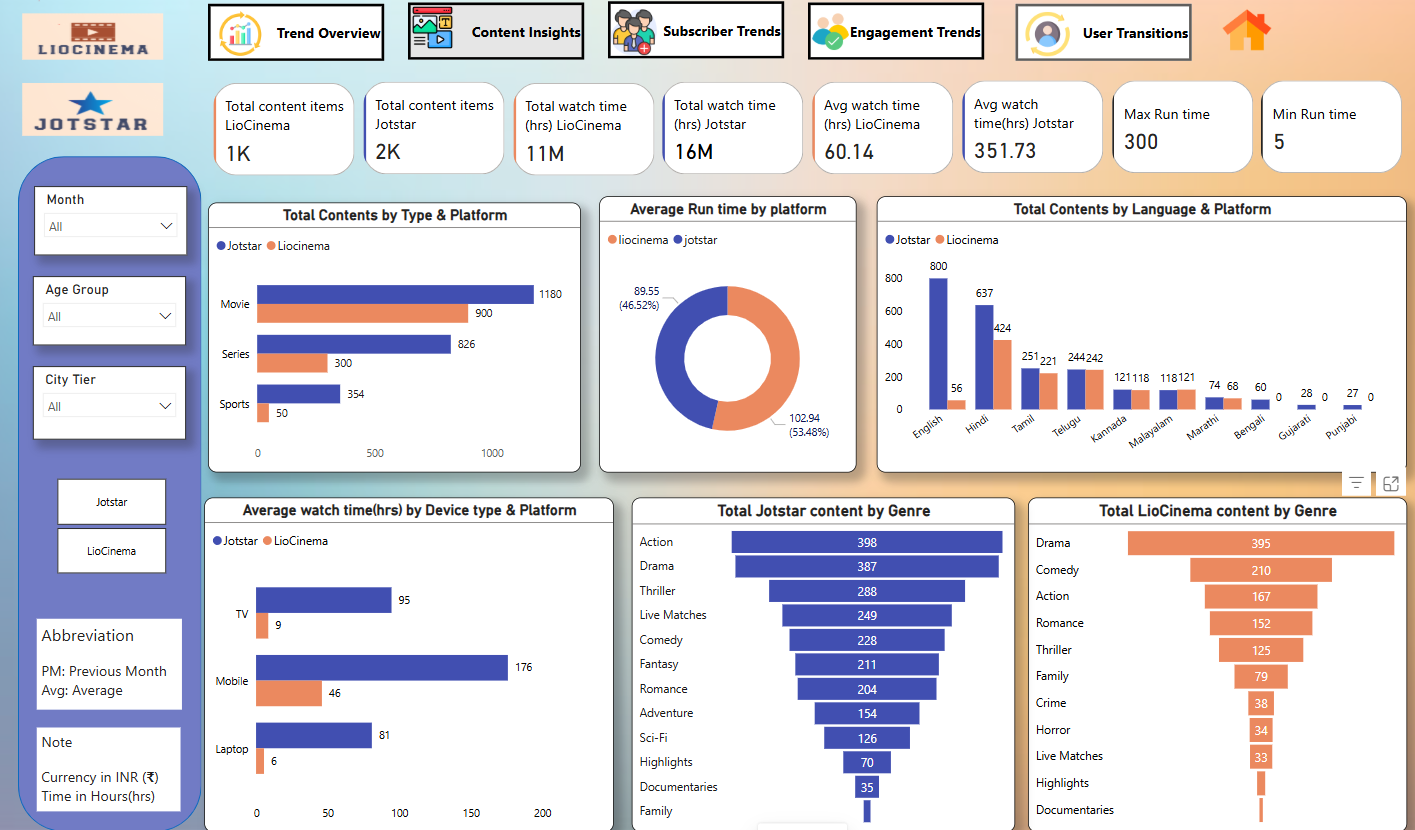 LIOCINEMA
JOTSTAR
Trend Overview
Content Insights
Subscriber Trends
Engagement Trends
User Transitions
Total content items
LioCinema
1K
Total content items
Jotstar
2K
Total watch time
(hrs) LioCinema
11M
Total watch time
(hrs) Jotstar
16M
Avg watch time
(hrs) LioCinema
60.14
Avg watch
time(hrs) Jotstar
351.73
Max Run time
300
Min Run time
5
Month
All
Age Group
All
City Tier
All
Jotstar
LioCinema
Abbreviation
PM: Previous Month
Avg: Average
Note
Currency in INR (₹)
Time in Hours(hrs)
Total Contents by Type & Platform
Jotstar Liocinema
Movie 1180
900
Series 826
300
Sports 354
50
0 500 1000
Average Run time by platform
liocinema jotstar
89.55
(46.52%)
102.94
(53.48%)
Total Contents by Language & Platform
Jotstar Liocinema
800
600
400
200
0
800 56 637 424 251 221 244 242 121 118 118 121 74 68 60 0 28 0 27 0
English Hindi Tamil Telugu Kannada Malayalam Marathi Bengali Gujarati Punjabi
Average watch time(hrs) by Device type & Platform
Jotstar LioCinema
TV 95
9
Mobile 176
46
Laptop 81
6
0 50 100 150 200
Total Jotstar content by Genre
Action 398
Drama 387
Thriller 288
Live Matches 249
Comedy 228
Fantasy 211
Romance 204
Adventure 154
Sci-Fi 126
Highlights 70
Documentaries 35
Family
Total LioCinema content by Genre
Drama 395
Comedy 210
Action 167
Romance 152
Thriller 125
Family 79
Crime 38
Horror 34
Live Matches 33
Highlights
Documentaries